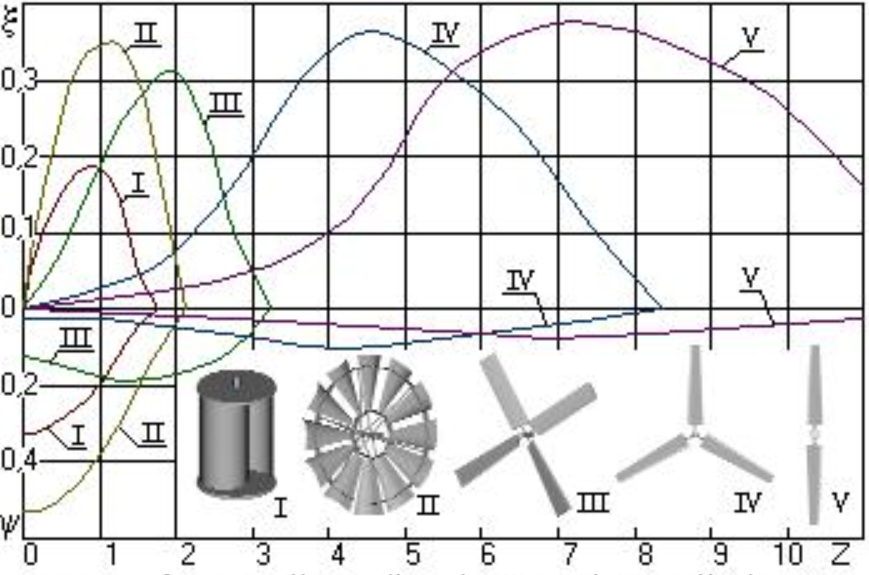 ξ
II
IV
V
0,3
III
0,2
I
0,1
IV
V
0
III
0,2
I
II
0,4
I
II
III
IV
V
ψ
0 1 2 3 4 5 6 7 8 9 10 Z